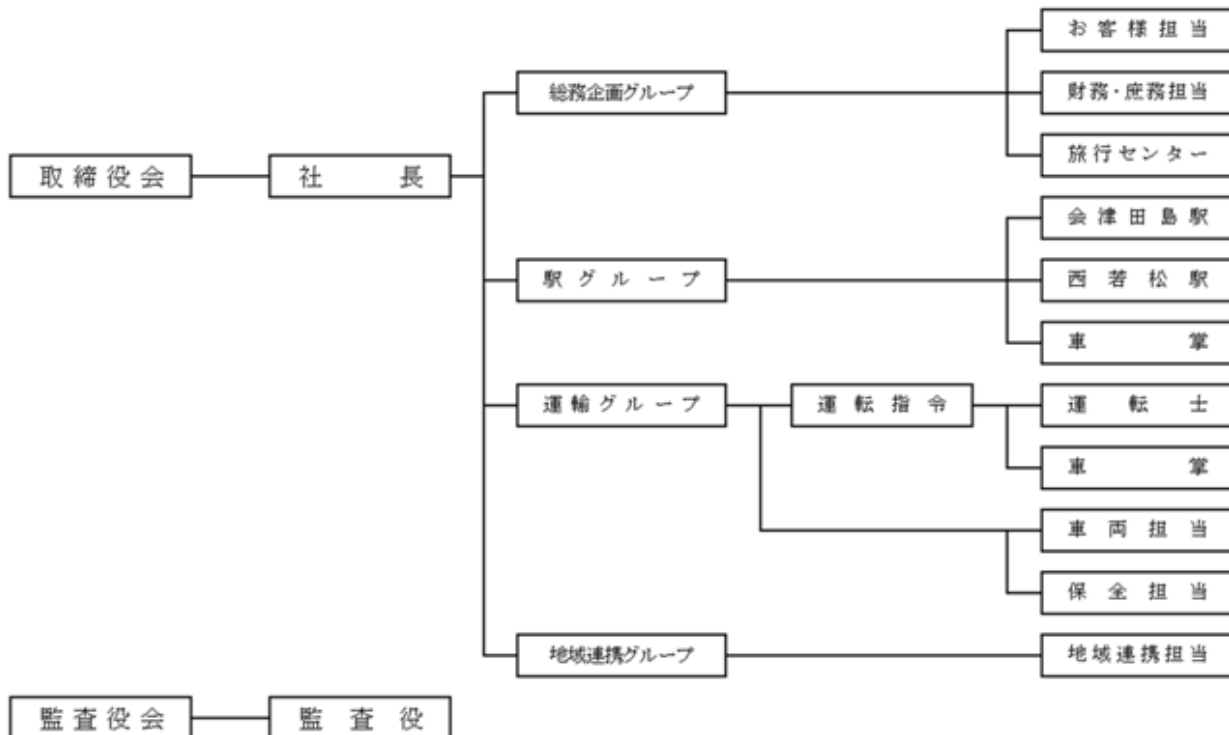 お客様担当
総務企画グループ
財務・庶務担当
旅行センター
取締役会
社長
会津田島駅
駅グループ
西若松駅
車掌
運輸グループ
運転指令
運転士
車掌
車両担当
保全担当
地域連携グループ
地域連携担当
監査役会
監査役